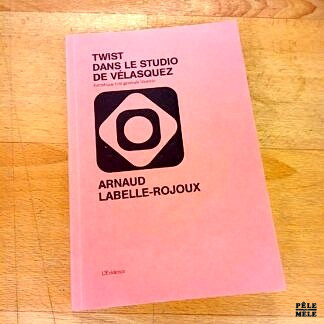 TWIST
DANS LE STUDIO
DE VÉLASQUEZ
ARNAUD
LABELLE-ROJOUX
L'Évidence
PÊLE
MÊLE